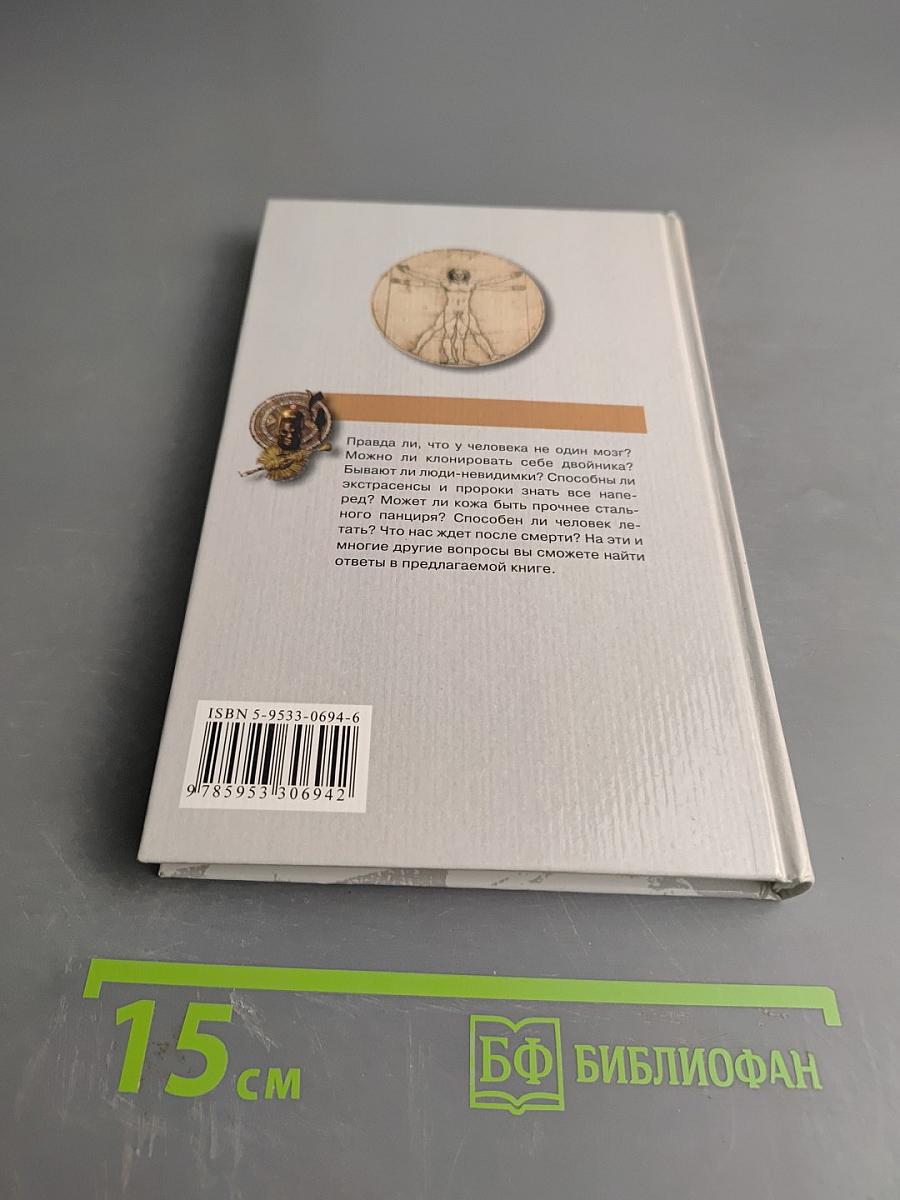 Правда ли, что у человека не один мозг?
Можно ли клонировать себе двойника?
Бывают ли люди-невидимки? Способны ли
экстрасенсы и пророки знать все напе-
ред? Может ли кожа быть прочнее сталь-
ного панциря? Способен ли человек ле-
тать? Что нас ждет после смерти? На эти и
многие другие вопросы вы сможете найти
ответы в предлагаемой книге.
ISBN 5-9533-0694-6
9 785953 306942
15 см
БФ БИБЛИОФАН